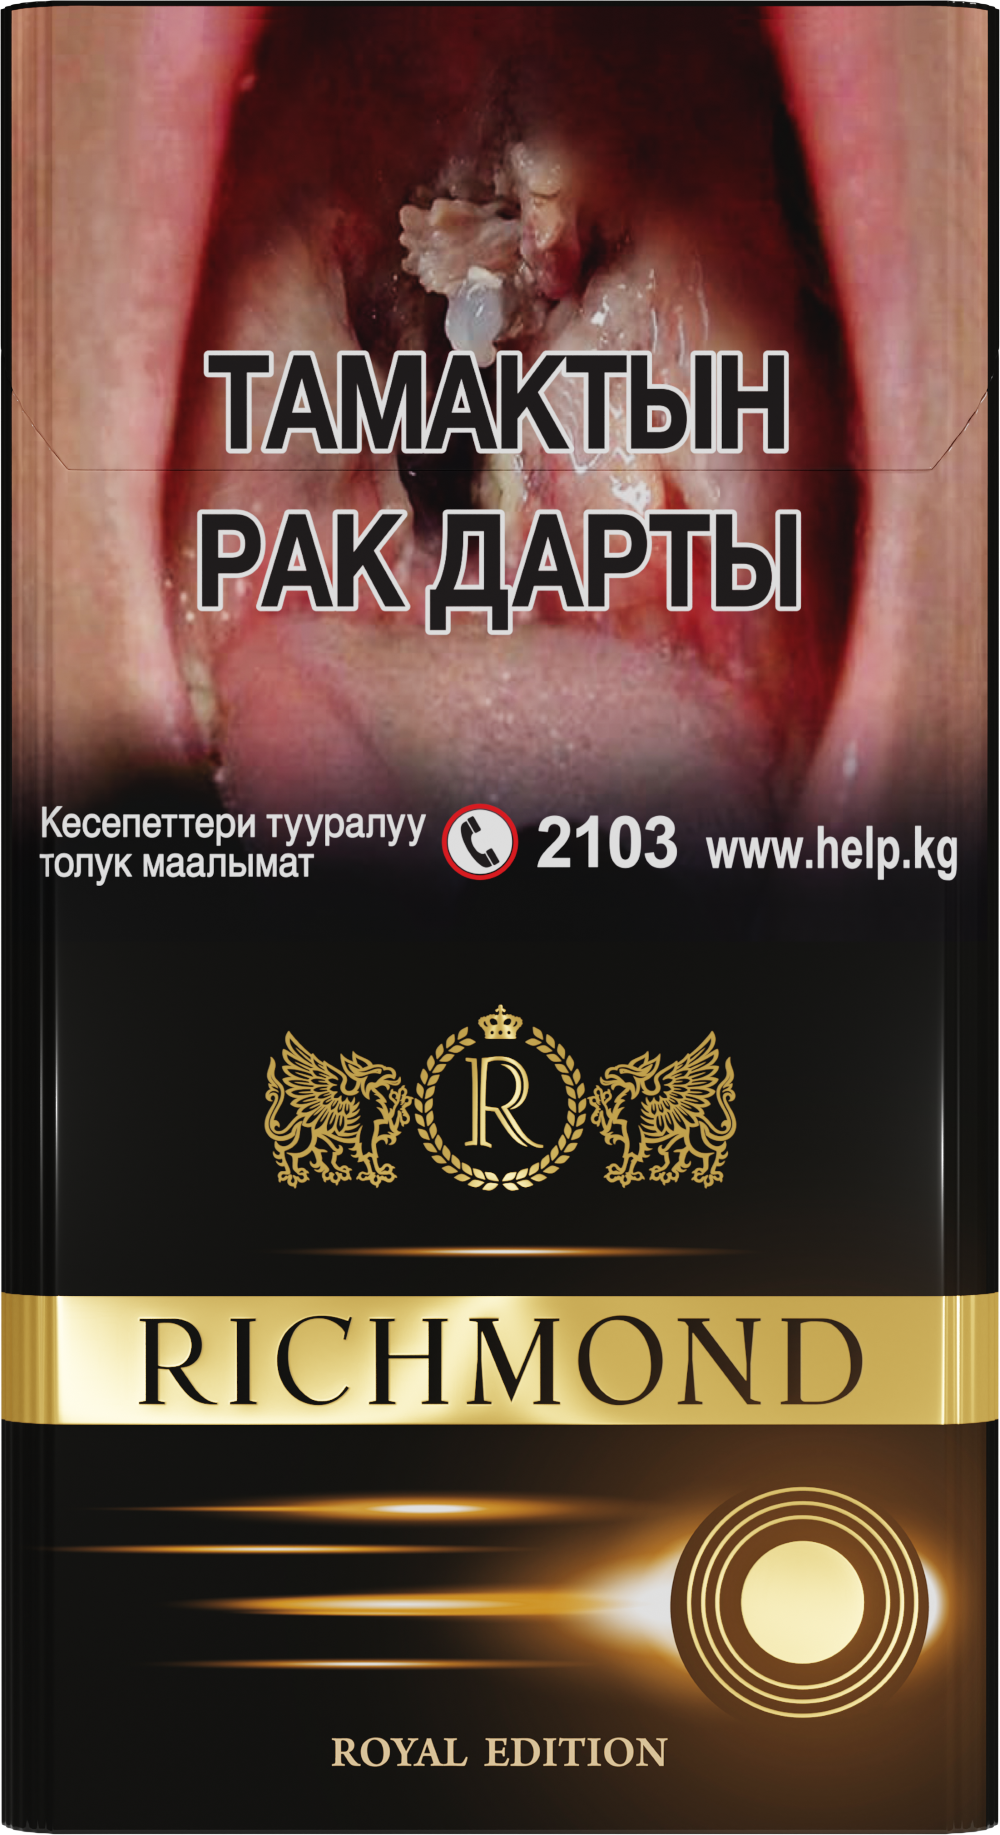 ТАМАКТЫН
РАК ДАРТЫ
Кесепеттери тууралуу
толук маалымат
2103 www.help.kg
R
RICHMOND
ROYAL EDITION